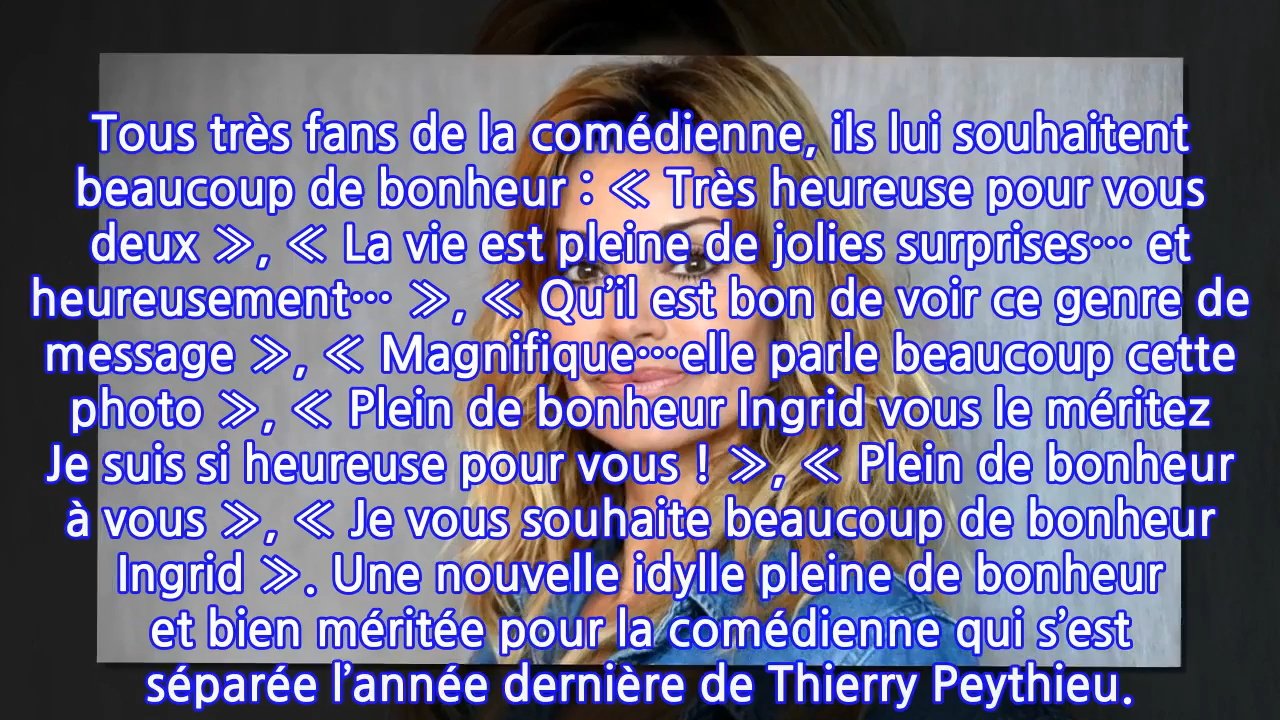 Tous très fans de la comédienne, ils lui souhaitent
beaucoup de bonheur : ≪ Très heureuse pour vous
deux ≫, ≪ La vie est pleine de jolies surprises⋯ et
heureusement⋯ ≫, ≪ Qu’il est bon de voir ce genre de
message ≫, ≪ Magnifique⋯elle parle beaucoup cette
photo ≫, ≪ Plein de bonheur Ingrid vous le méritez
Je suis si heureuse pour vous ! ≫, ≪ Plein de bonheur
à vous ≫, ≪ Je vous souhaite beaucoup de bonheur
Ingrid ≫. Une nouvelle idylle pleine de bonheur
et bien méritée pour la comédienne qui s’est
séparée l’année dernière de Thierry Peythieu.